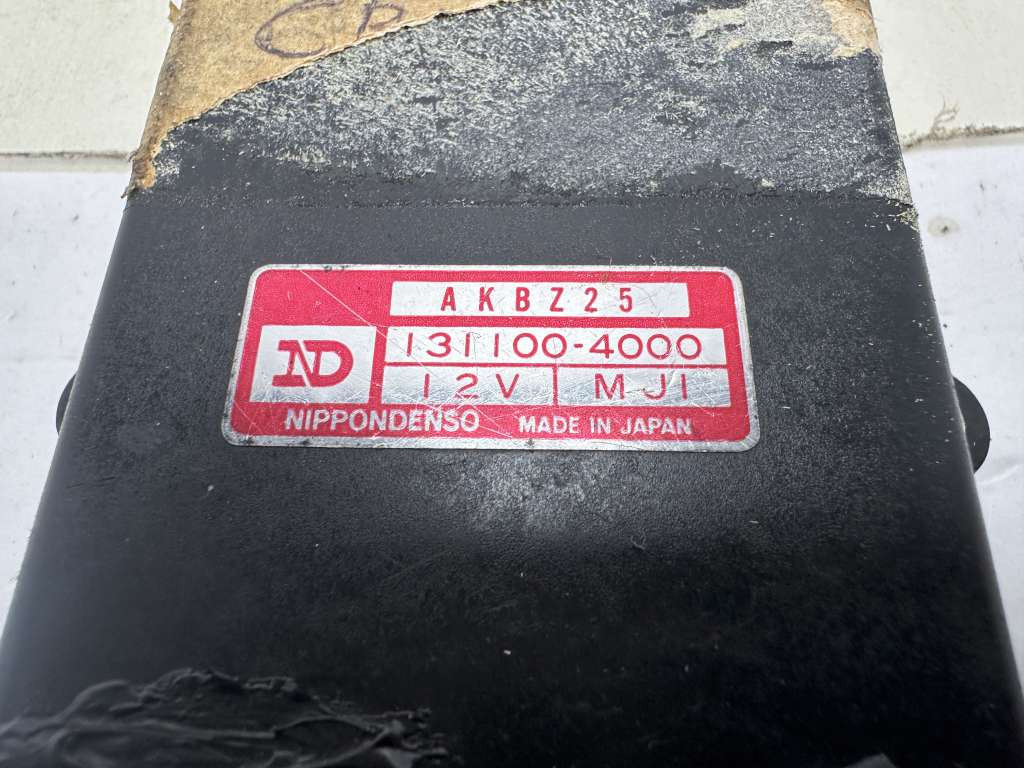 AKBZ25
131100-4000
ND
12V MJ1
NIPPONDENSO MADE IN JAPAN